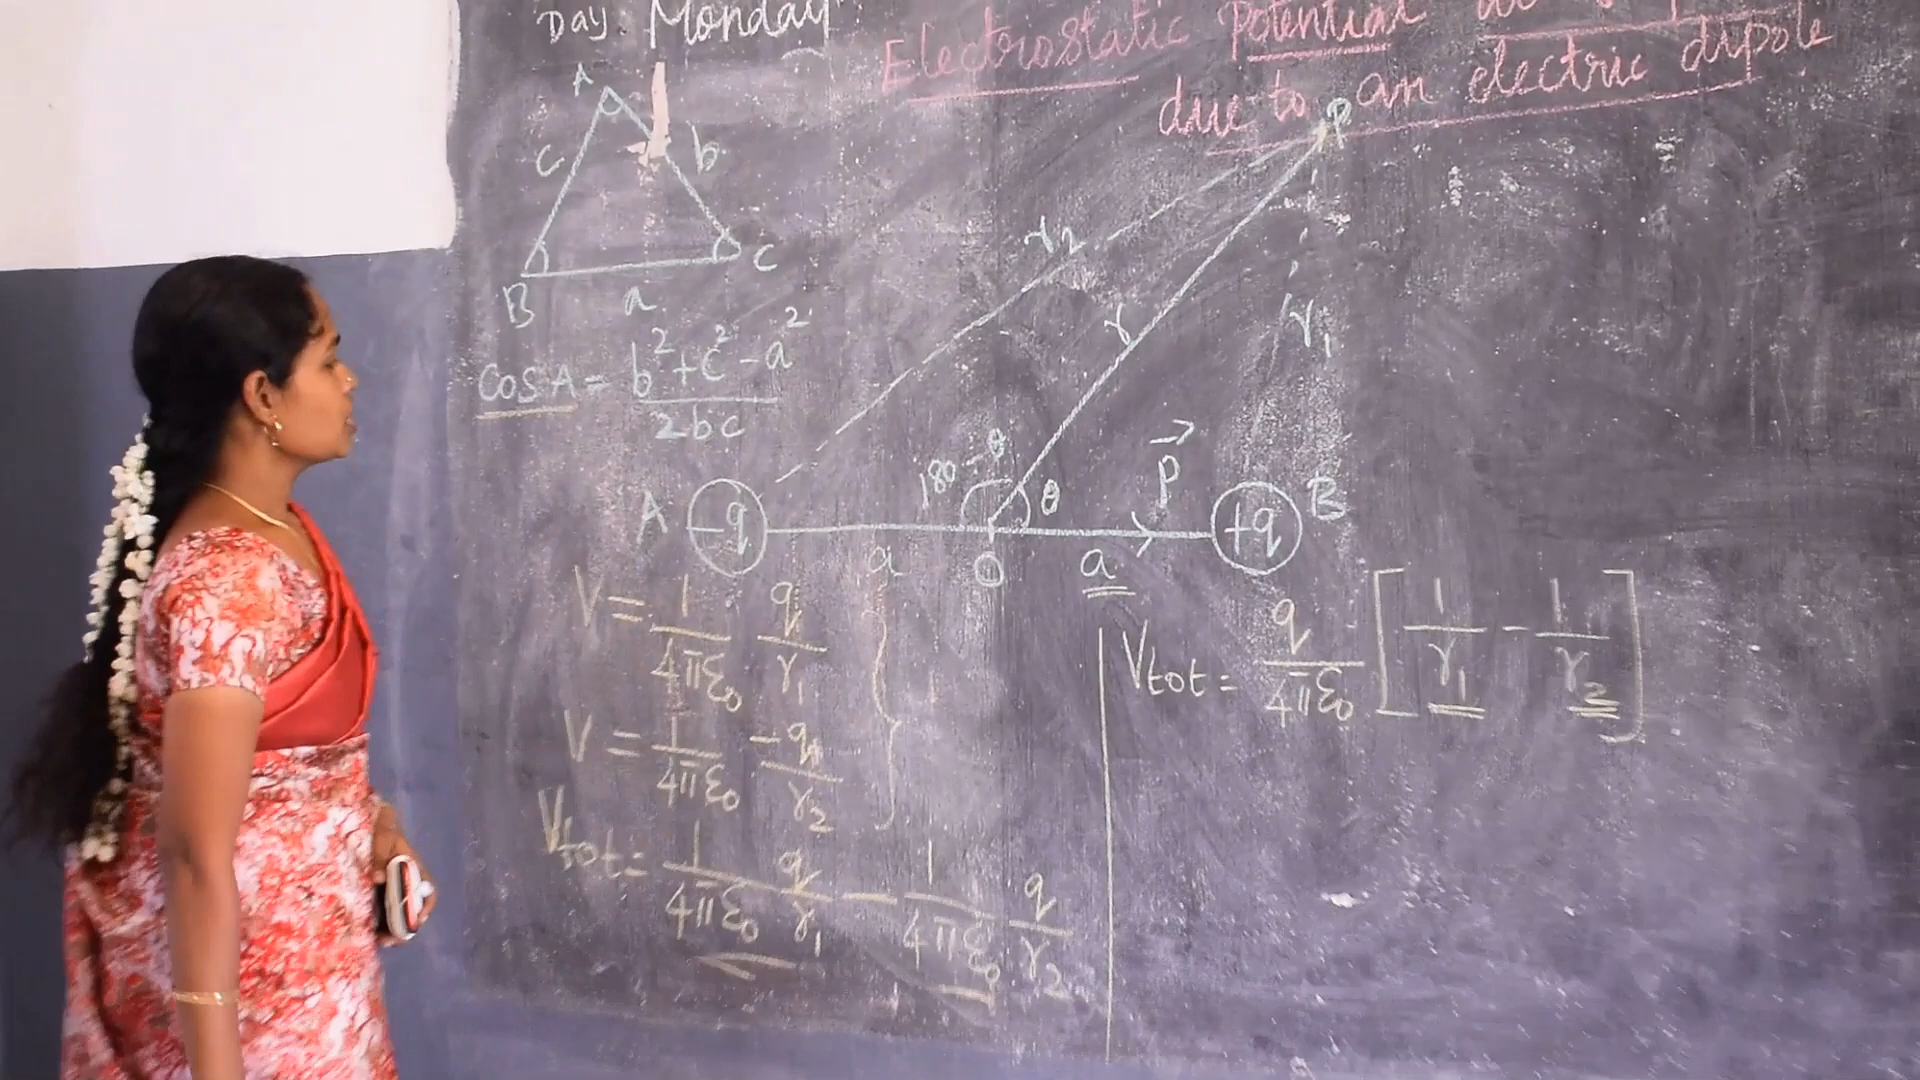 Day: Monday
Electrostatic Potential at a
due to an electric dipole
A
c
b
B
a
C
cos A = b²+c²-a² / 2bc
P
r₂
r
r₁
180-θ
θ
p⃗
A
-q
a
O
a
+q
B
V = 1/4πε₀ q/r₁
V = 1/4πε₀ -q/r₂
Vtot = 1/4πε₀ q/r₁ - 1/4πε₀ q/r₂
Vtot = q/4πε₀ [1/r₁ - 1/r₂]